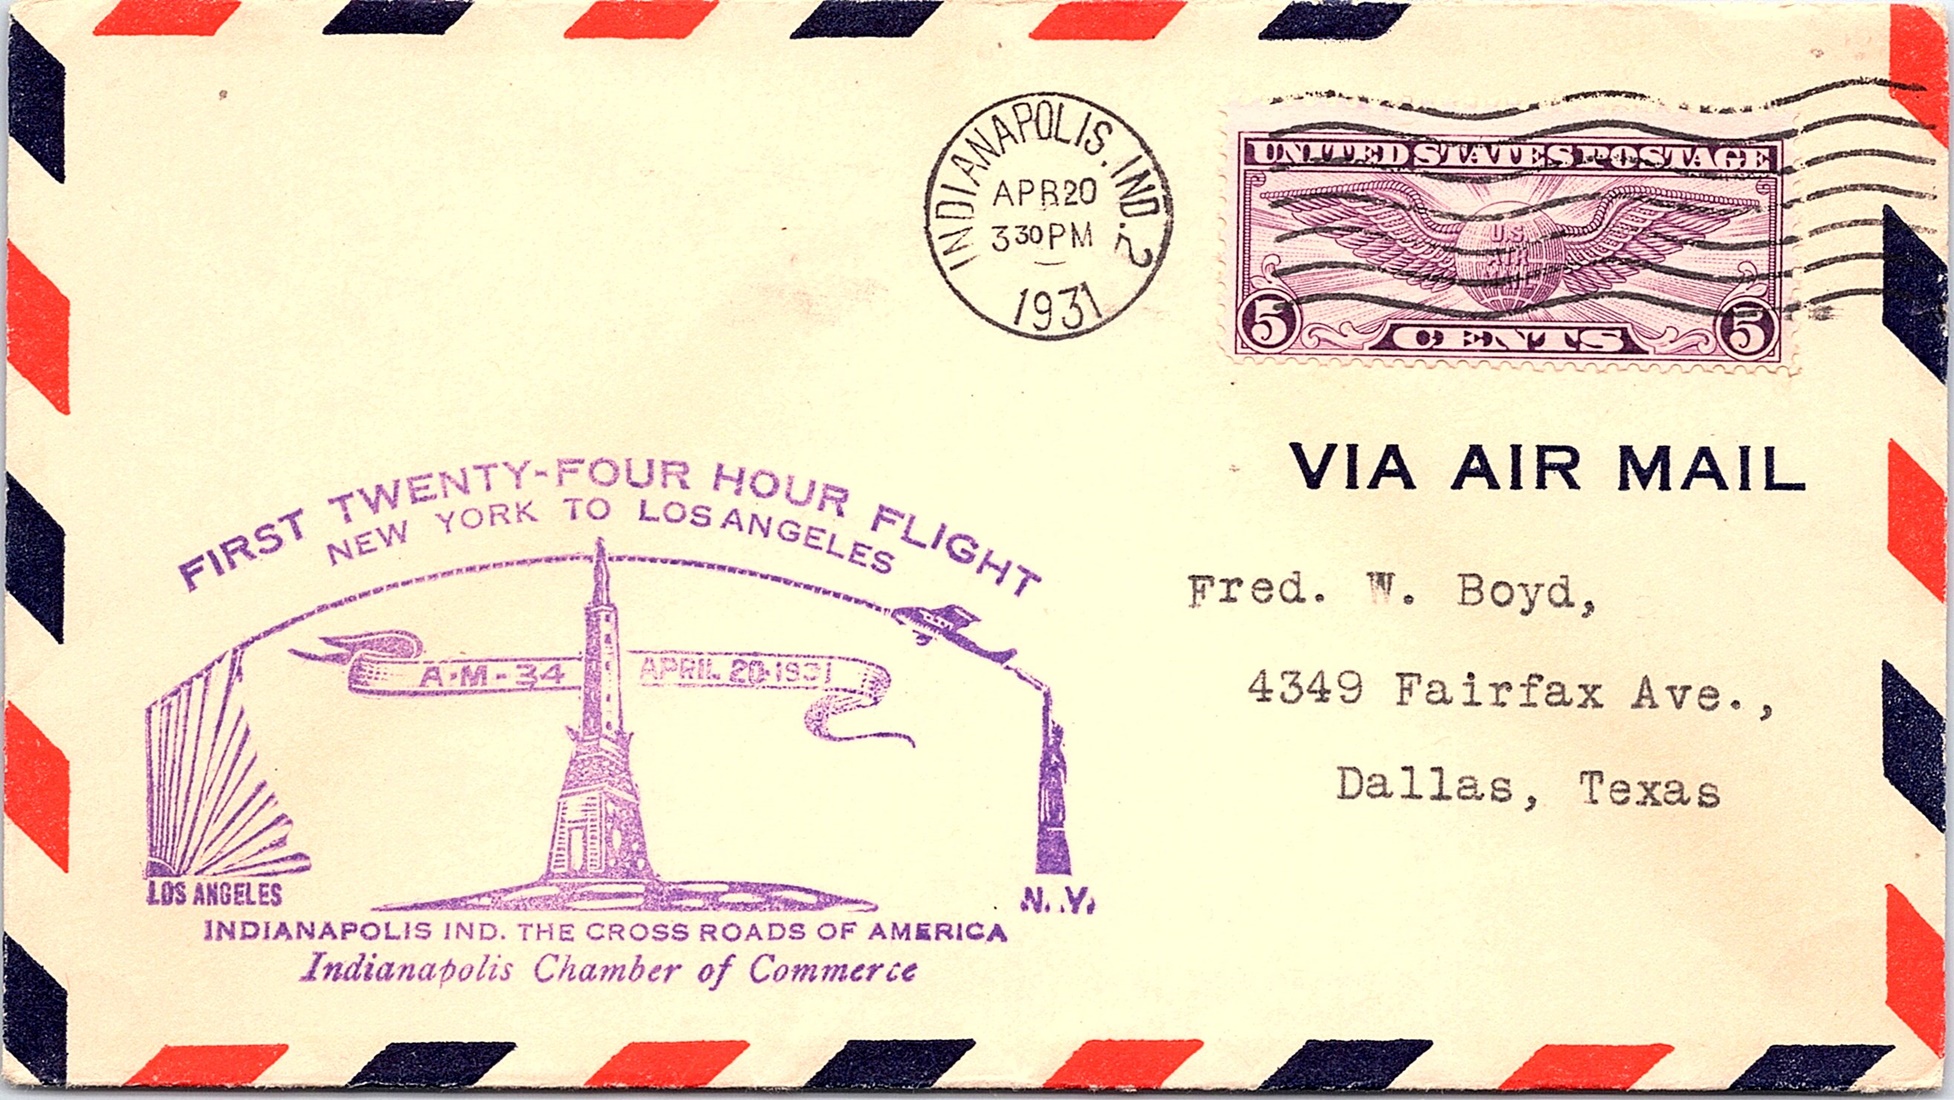 INDIANAPOLIS, IND. 2
APR 20
3 30 PM
1931
UNITED STATES POSTAGE
U S
AIR
MAIL
5 CENTS 5
VIA AIR MAIL
FIRST TWENTY-FOUR HOUR FLIGHT
NEW YORK TO LOS ANGELES
A-M-34 APRIL 20-1931
LOS ANGELES
N. Y.
INDIANAPOLIS IND. THE CROSS ROADS OF AMERICA
Indianapolis Chamber of Commerce
Fred. W. Boyd,
4349 Fairfax Ave.,
Dallas, Texas